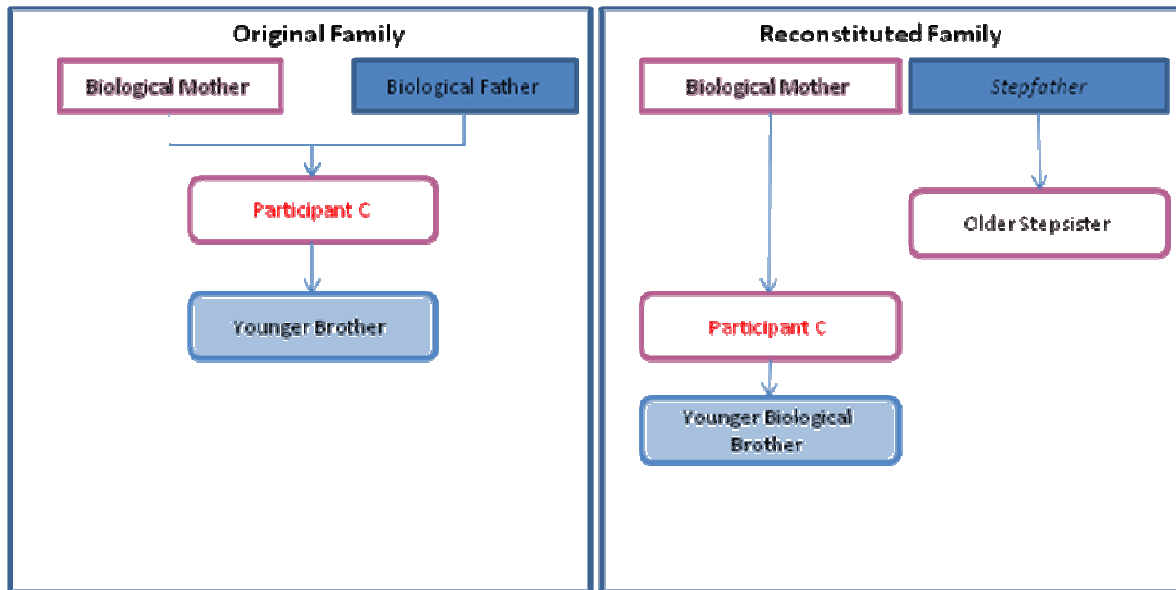 Original Family
Biological Mother
Biological Father
Participant C
Younger Brother
Reconstituted Family
Biological Mother
Stepfather
Older Stepsister
Participant C
Younger Biological
Brother